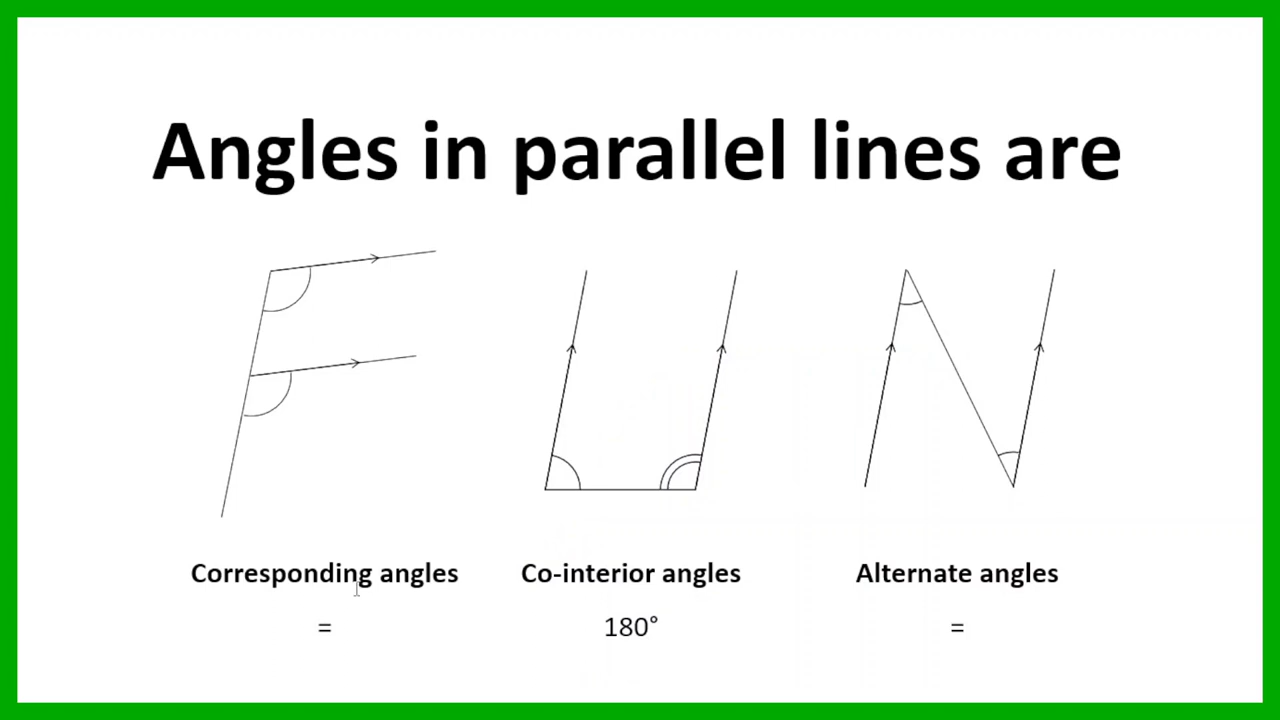 Angles in parallel lines are
Corresponding angles
=
Co-interior angles
180°
Alternate angles
=